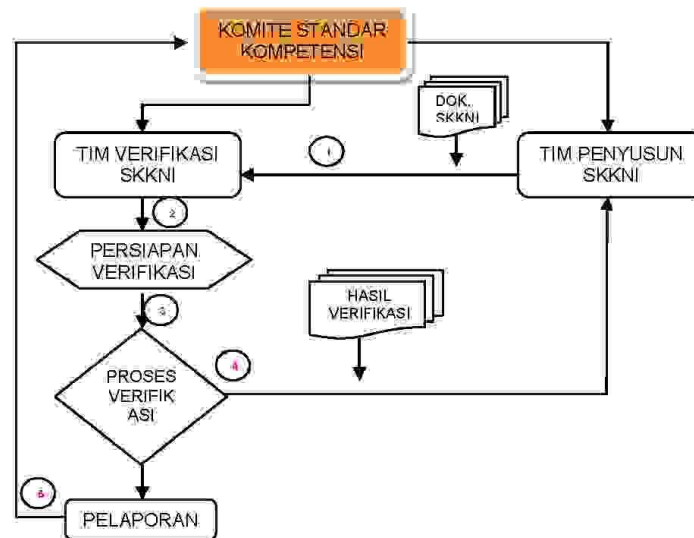 KOMITE STANDAR
KOMPETENSI
DOK.
SKKNI
TIM VERIFIKASI
SKKNI
1
TIM PENYUSUN
SKKNI
2
PERSIAPAN
VERIFIKASI
HASIL
VERIFIKASI
3
PROSES
VERIFIK
ASI
4
PELAPORAN